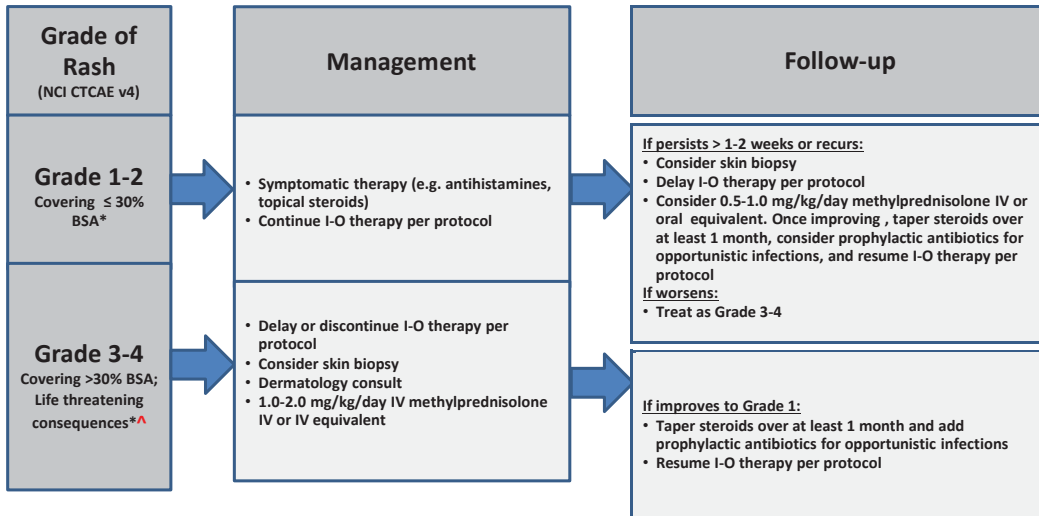 Grade of
Rash
(NCI CTCAE v4)
Management
Follow-up
Grade 1-2
Covering ≤ 30%
BSA*
• Symptomatic therapy (e.g. antihistamines,
topical steroids)
• Continue I-O therapy per protocol
If persists > 1-2 weeks or recurs:
• Consider skin biopsy
• Delay I-O therapy per protocol
• Consider 0.5-1.0 mg/kg/day methylprednisolone IV or
oral equivalent. Once improving , taper steroids over
at least 1 month, consider prophylactic antibiotics for
opportunistic infections, and resume I-O therapy per
protocol
If worsens:
• Treat as Grade 3-4
Grade 3-4
Covering >30% BSA;
Life threatening
consequences*^
• Delay or discontinue I-O therapy per
protocol
• Consider skin biopsy
• Dermatology consult
• 1.0-2.0 mg/kg/day IV methylprednisolone
IV or IV equivalent
If improves to Grade 1:
• Taper steroids over at least 1 month and add
prophylactic antibiotics for opportunistic infections
• Resume I-O therapy per protocol